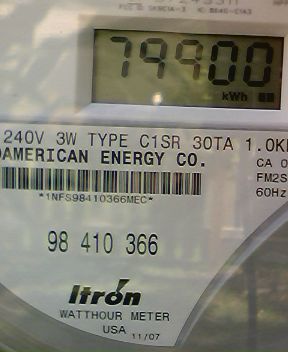 79900
kWh
240V 3W TYPE C1SR 30TA 1.0K
AMERICAN ENERGY CO.
CA 0
FM2S
60Hz
*1NFS98410366MEC*
98 410 366
Itron
WATTHOUR METER
USA 11/07